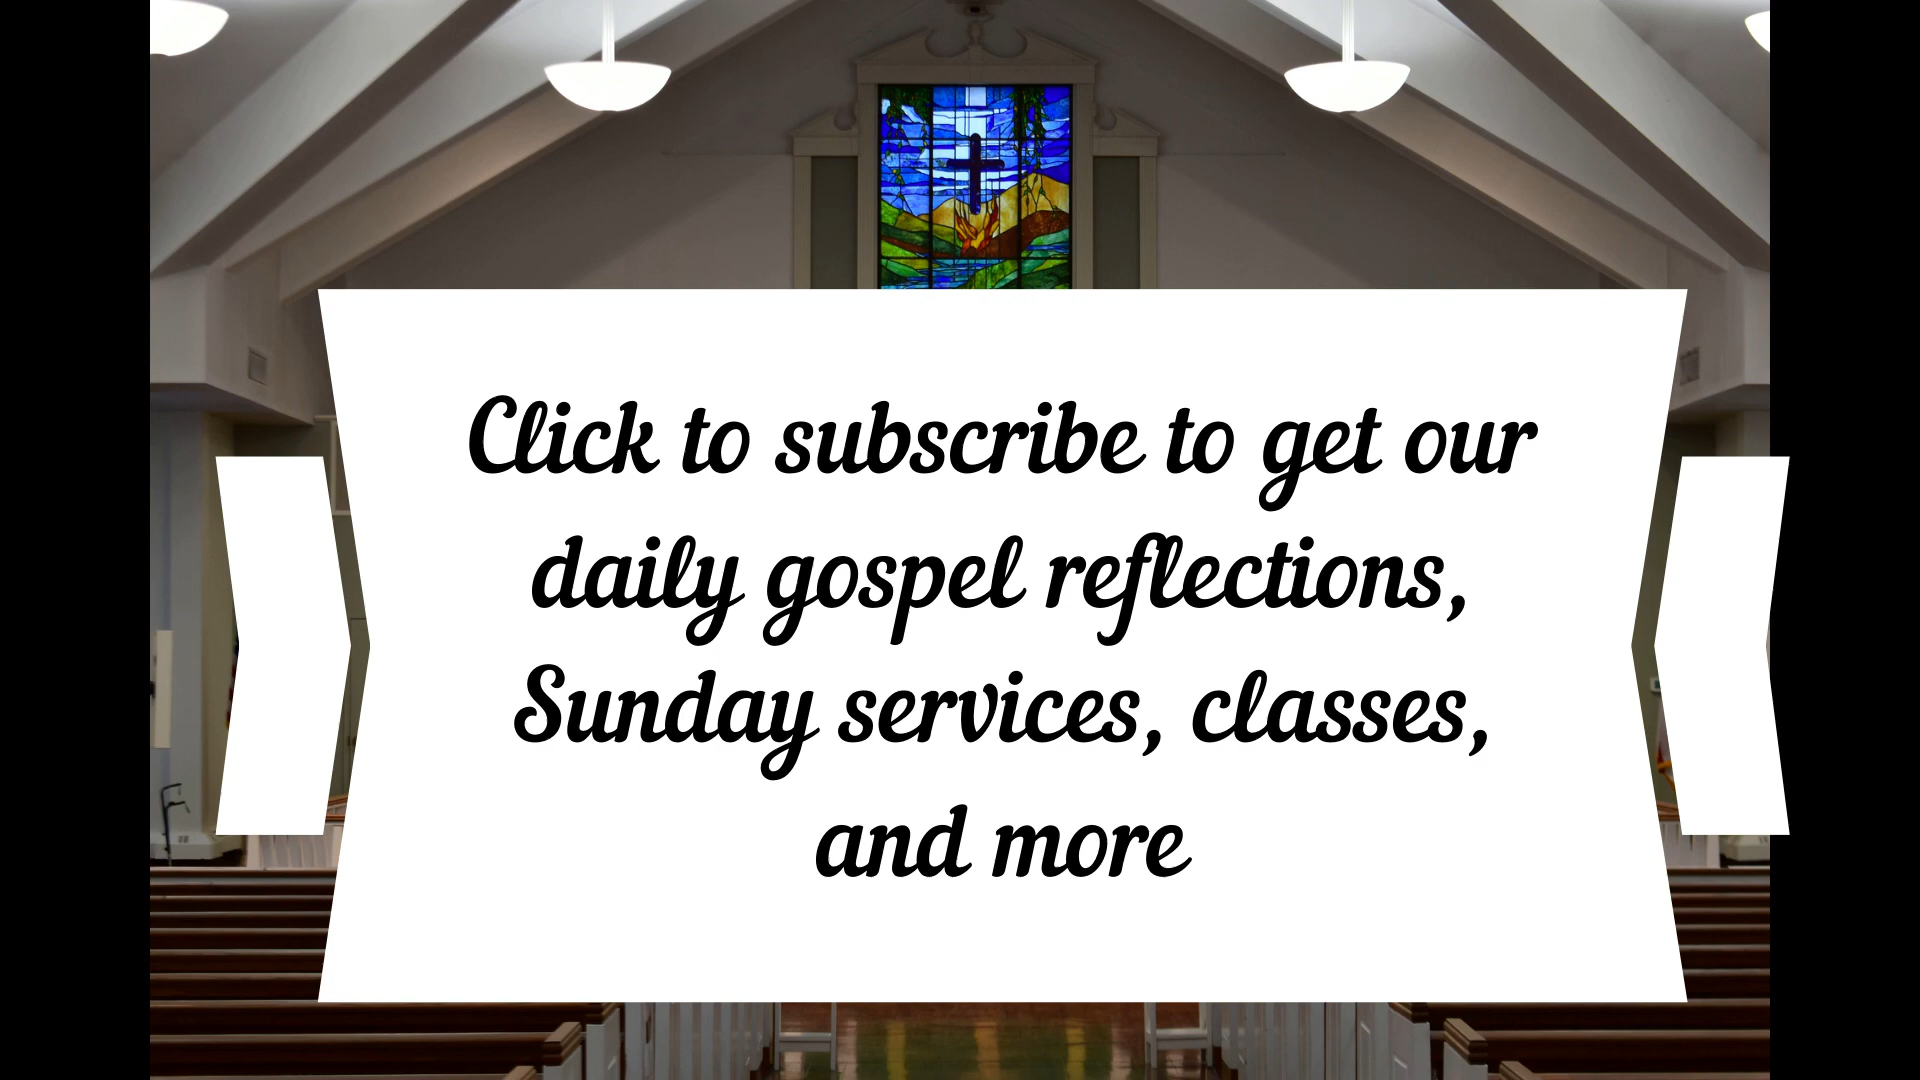 Click to subscribe to get our
daily gospel reflections,
Sunday services, classes,
and more